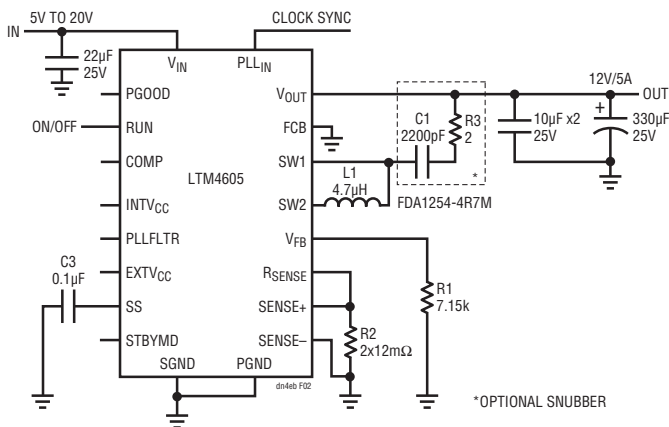 5V TO 20V
CLOCK SYNC
IN
22µF
25V
VIN
PLLIN
PGOOD
VOUT
12V/5A
OUT
ON/OFF
RUN
FCB
C1
2200pF
R3
2
10µF x2
25V
+
330µF
25V
COMP
SW1
LTM4605
L1
4.7µH
*
INTVCC
SW2
FDA1254-4R7M
PLLFLTR
VFB
C3
0.1µF
EXTVCC
RSENSE
R1
7.15k
SS
SENSE+
R2
2x12mΩ
STBYMD
SENSE–
SGND
PGND
dn4eb F02
*OPTIONAL SNUBBER